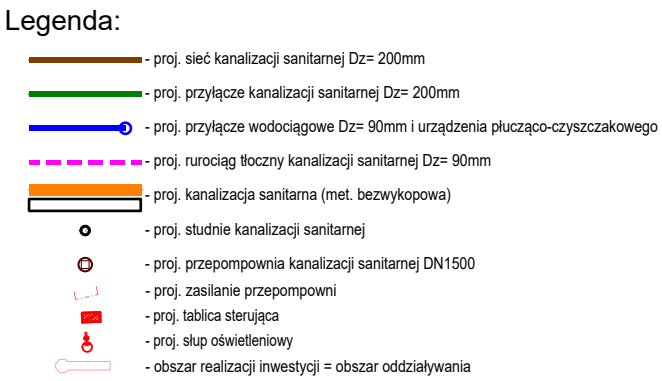 Legenda:
- proj. sieć kanalizacji sanitarnej Dz= 200mm
- proj. przyłącze kanalizacji sanitarnej Dz= 200mm
- proj. przyłącze wodociągowe Dz= 90mm i urządzenia płucząco-czyszczakowego
- proj. rurociąg tłoczny kanalizacji sanitarnej Dz= 90mm
- proj. kanalizacja sanitarna (met. bezwykopowa)
- proj. studnie kanalizacji sanitarnej
- proj. przepompownia kanalizacji sanitarnej DN1500
- proj. zasilanie przepompowni
- proj. tablica sterująca
- proj. słup oświetleniowy
- obszar realizacji inwestycji = obszar oddziaływania